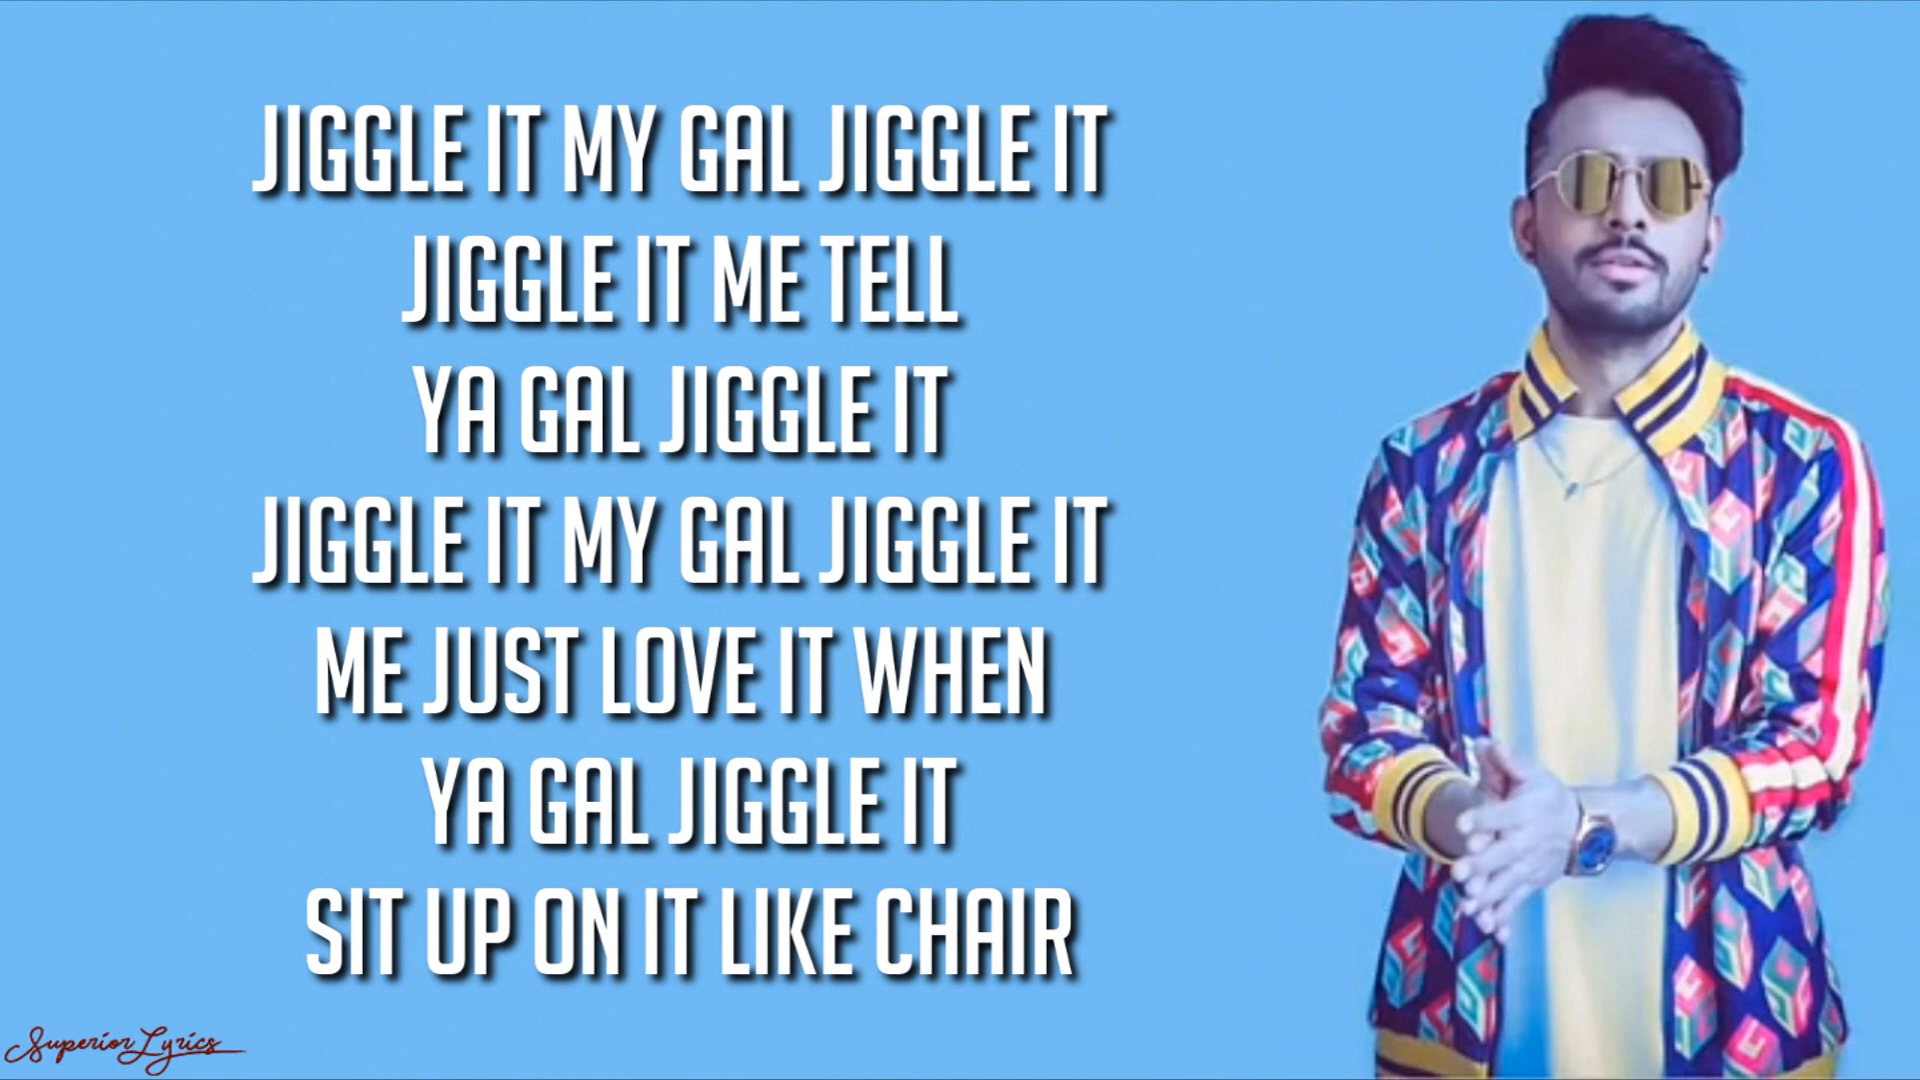 JIGGLE IT MY GAL JIGGLE IT
JIGGLE IT ME TELL
YA GAL JIGGLE IT
JIGGLE IT MY GAL JIGGLE IT
ME JUST LOVE IT WHEN
YA GAL JIGGLE IT
SIT UP ON IT LIKE CHAIR
Superior Lyrics